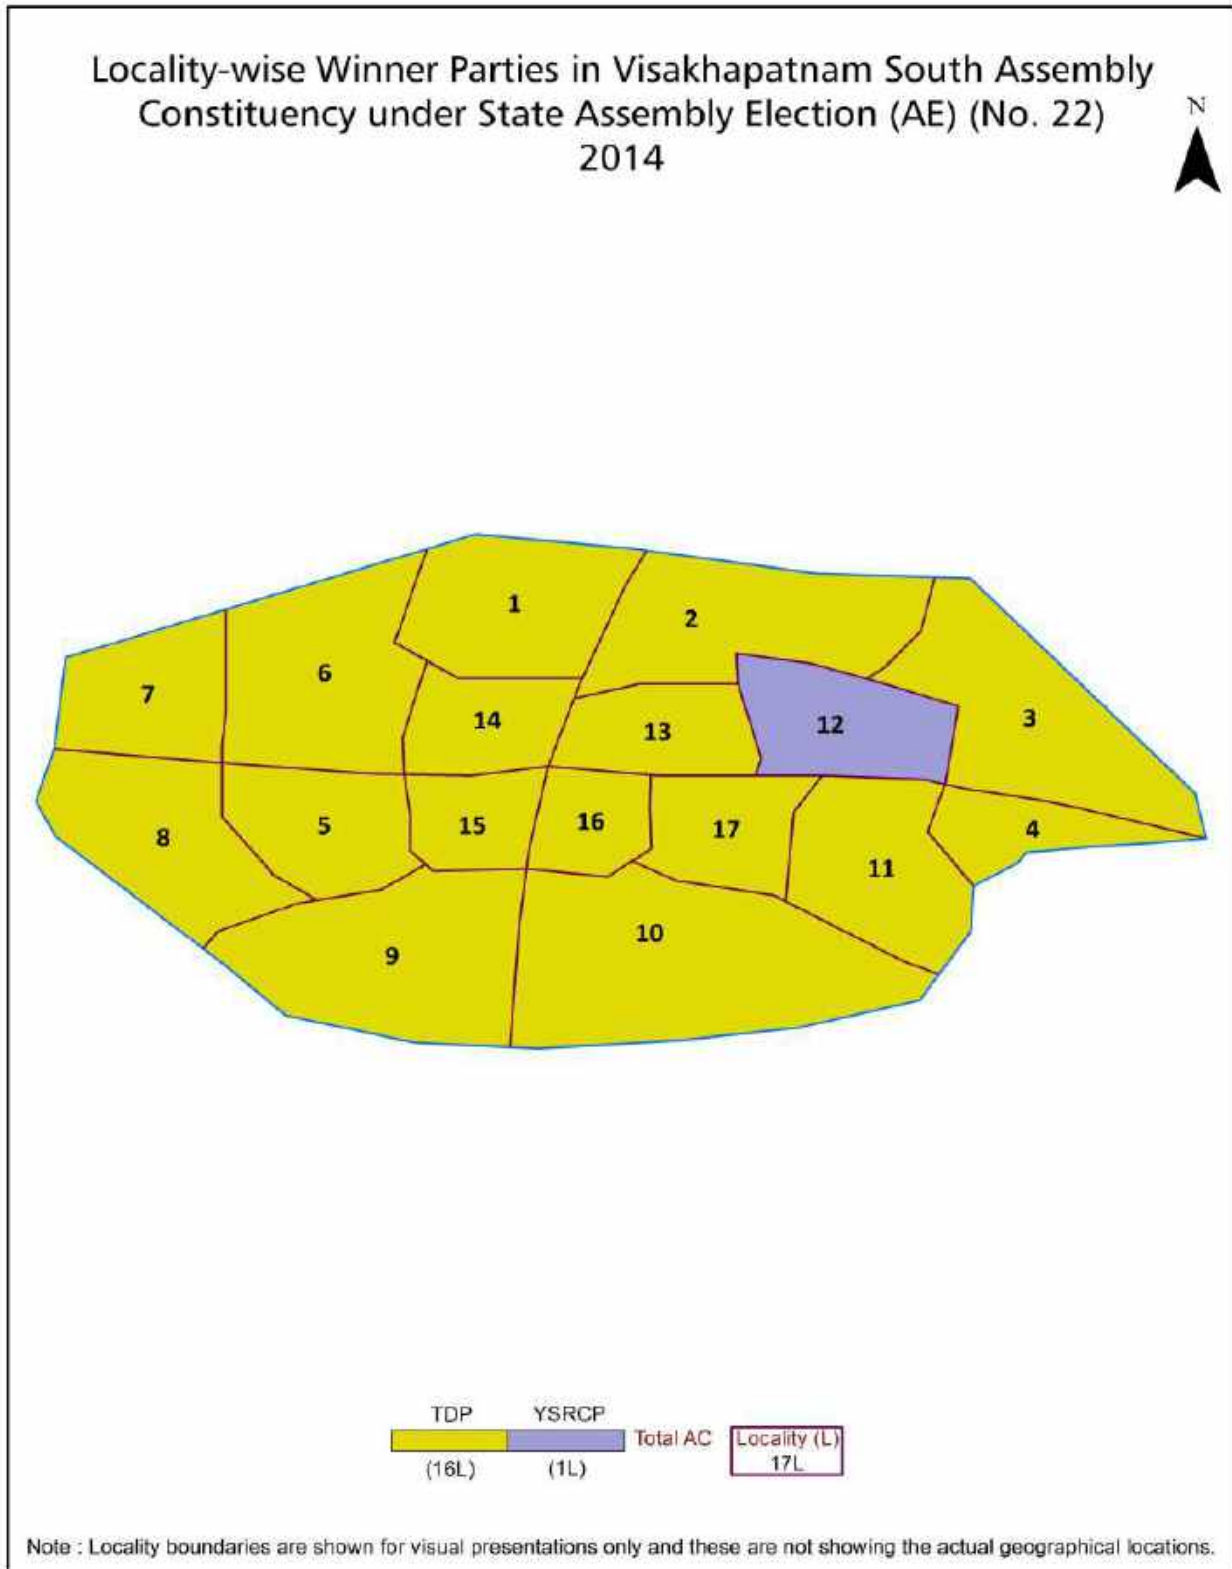 Locality-wise Winner Parties in Visakhapatnam South Assembly
Constituency under State Assembly Election (AE) (No. 22)
2014
N
1
2
6
7
3
14
12
13
16
5
15
17
4
8
11
10
9
TDP YSRCP
Total AC Locality (L)
17L
(16L) (1L)
Note : Locality boundaries are shown for visual presentations only and these are not showing the actual geographical locations.